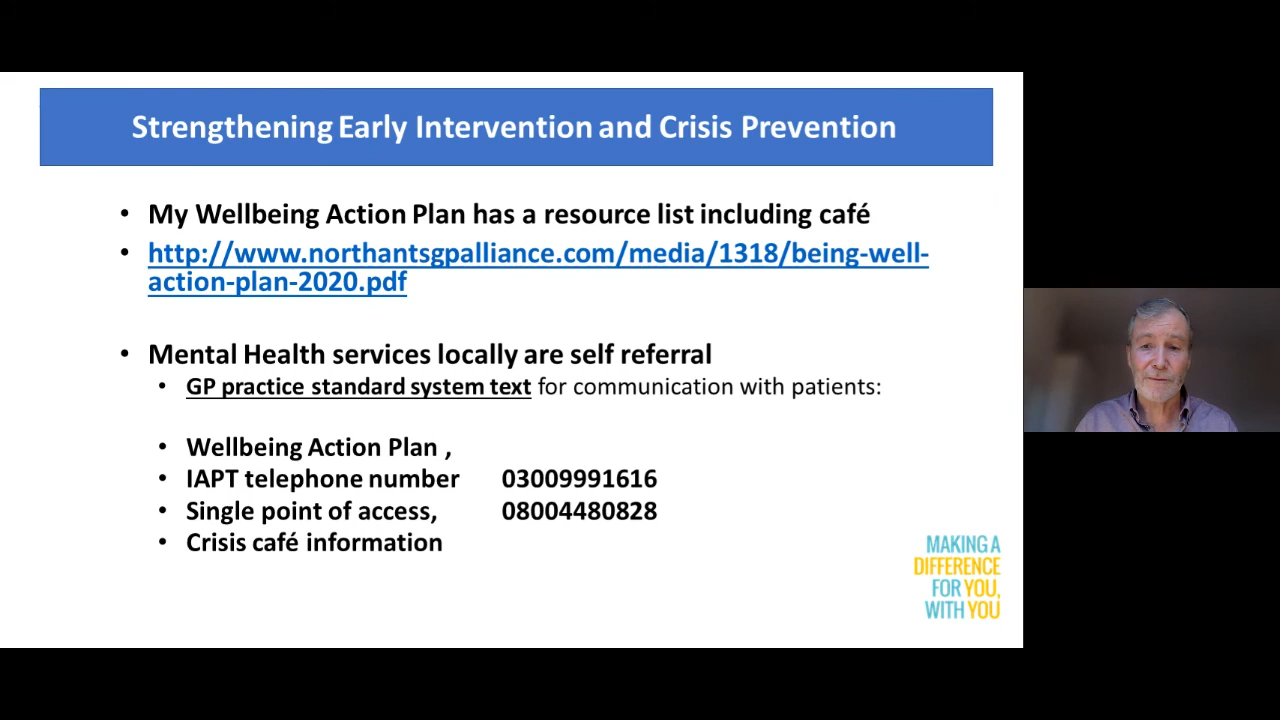 Strengthening Early Intervention and Crisis Prevention
• My Wellbeing Action Plan has a resource list including café
• http://www.northantsgpalliance.com/media/1318/being-well-
action-plan-2020.pdf
• Mental Health services locally are self referral
• GP practice standard system text for communication with patients:
• Wellbeing Action Plan ,
• IAPT telephone number 03009991616
• Single point of access, 08004480828
• Crisis café information
MAKING A
DIFFERENCE
FOR YOU,
WITH YOU